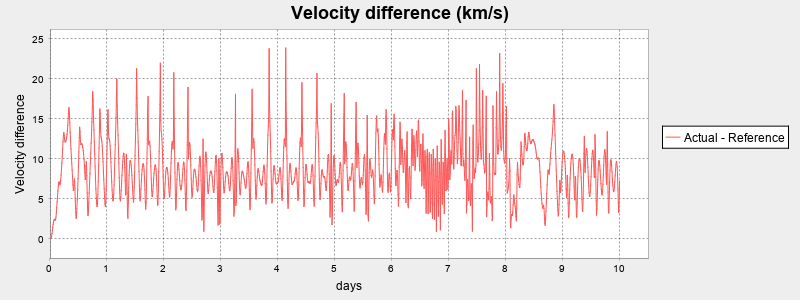 Velocity difference (km/s)
25
20
15
10
5
0
Velocity difference
0 1 2 3 4 5 6 7 8 9 10
days
Actual - Reference